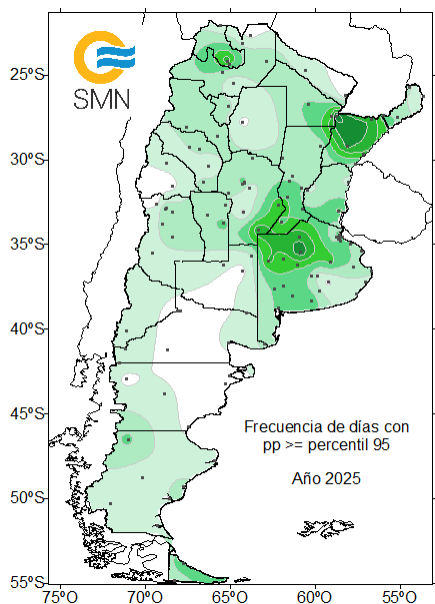 SMN
25ºS
30ºS
35ºS
40ºS
45ºS
50ºS
55ºS
Frecuencia de días con
pp >= percentil 95
Año 2025
75ºO
70ºO
65ºO
60ºO
55ºO